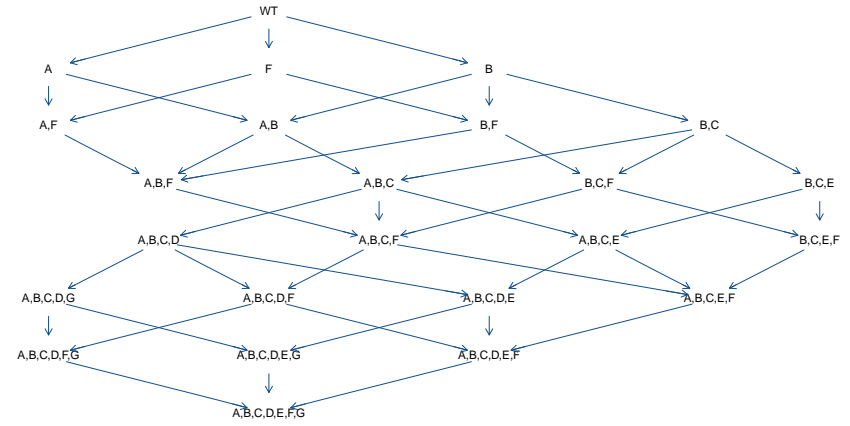 WT
A
F
B
A,F
A,B
B,F
B,C
A,B,F
A,B,C
B,C,F
B,C,E
A,B,C,D
A,B,C,F
A,B,C,E
B,C,E,F
A,B,C,D,G
A,B,C,D,F
A,B,C,D,E
A,B,C,E,F
A,B,C,D,F,G
A,B,C,D,E,G
A,B,C,D,E,F
A,B,C,D,E,F,G